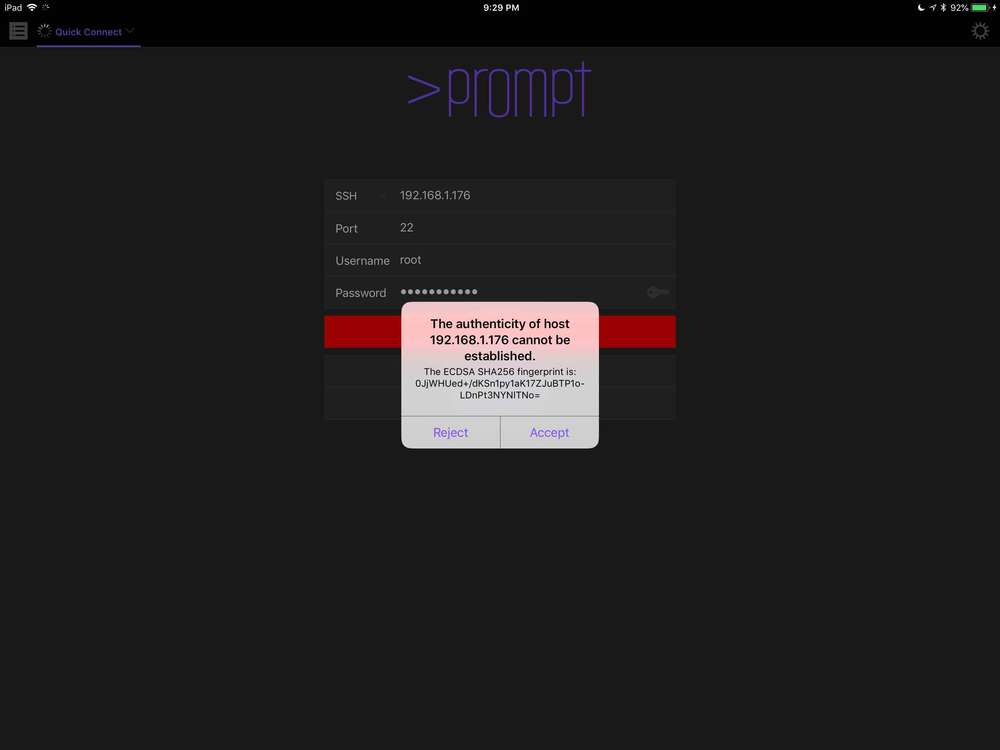 iPad
9:29 PM
92%
Quick Connect
>prompt
SSH 192.168.1.176
Port 22
Username root
Password ●●●●●●●●●●●
The authenticity of host
192.168.1.176 cannot be
established.
The ECDSA SHA256 fingerprint is:
0JjWHUed+/dKSn1py1aK17ZJuBTP1o-
LDnPt3NYNITNo=
Reject
Accept